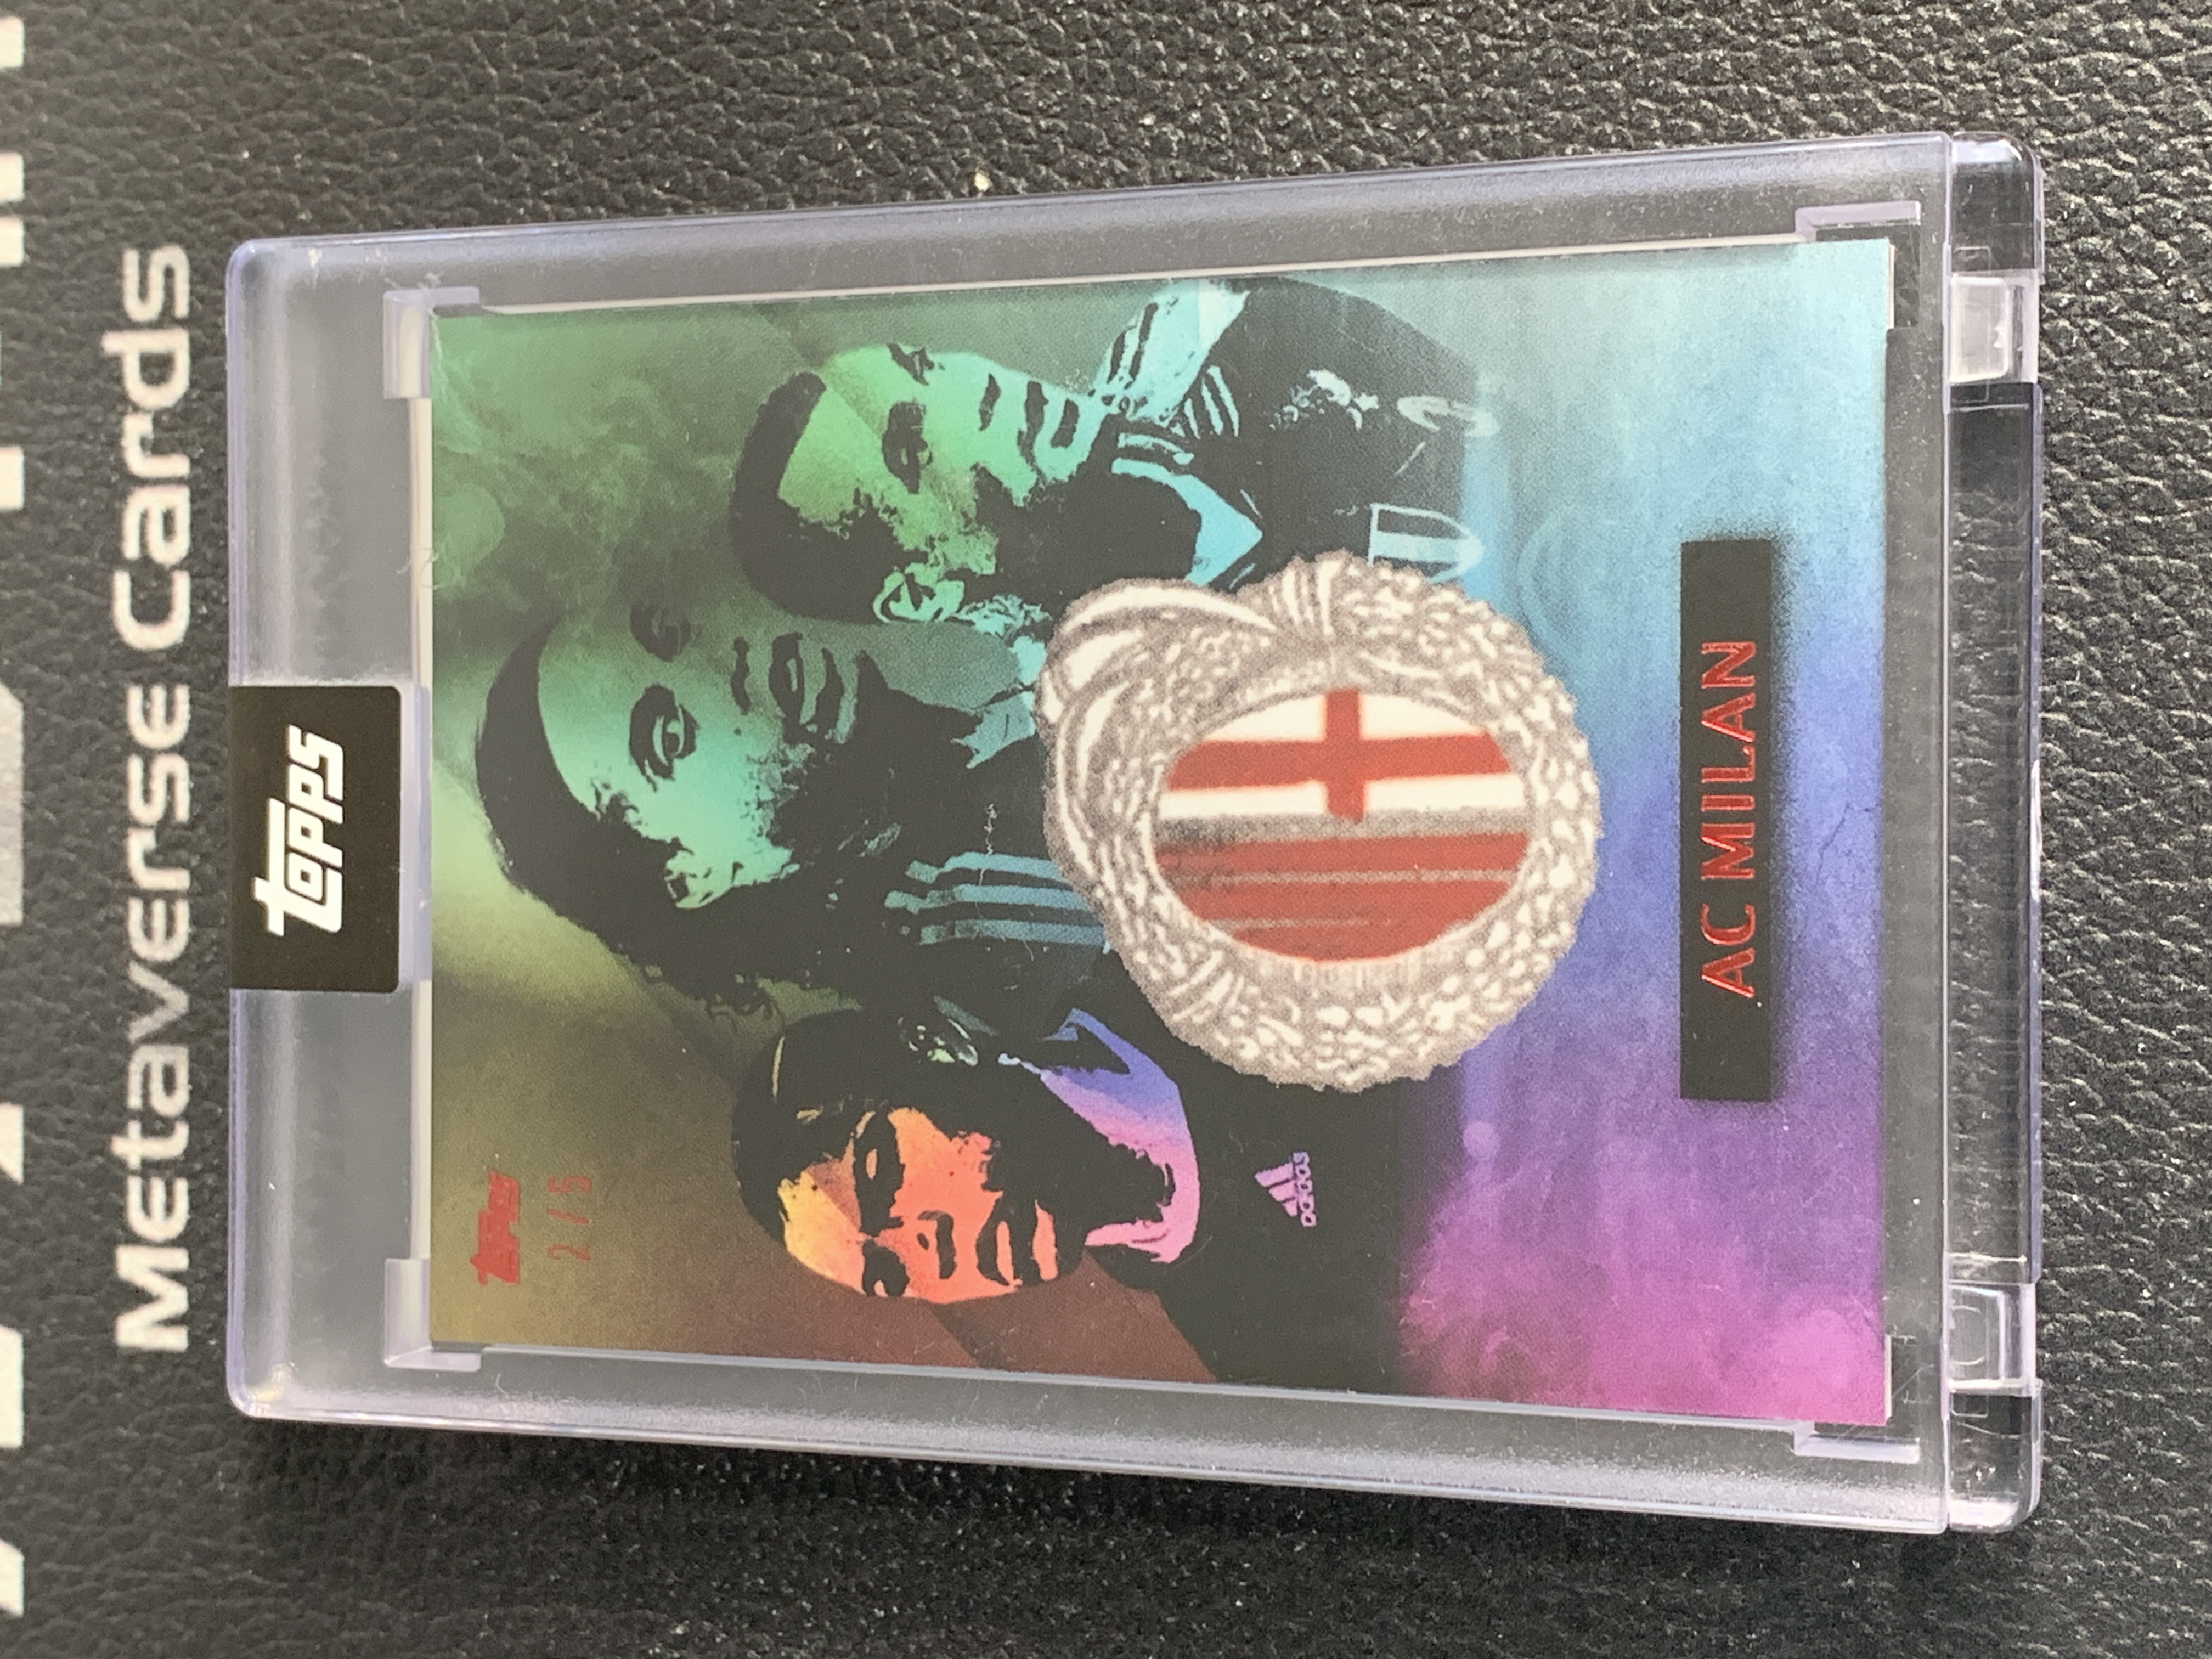 Metaverse Cards
topps
topps
2/5
adidas
AC MILAN